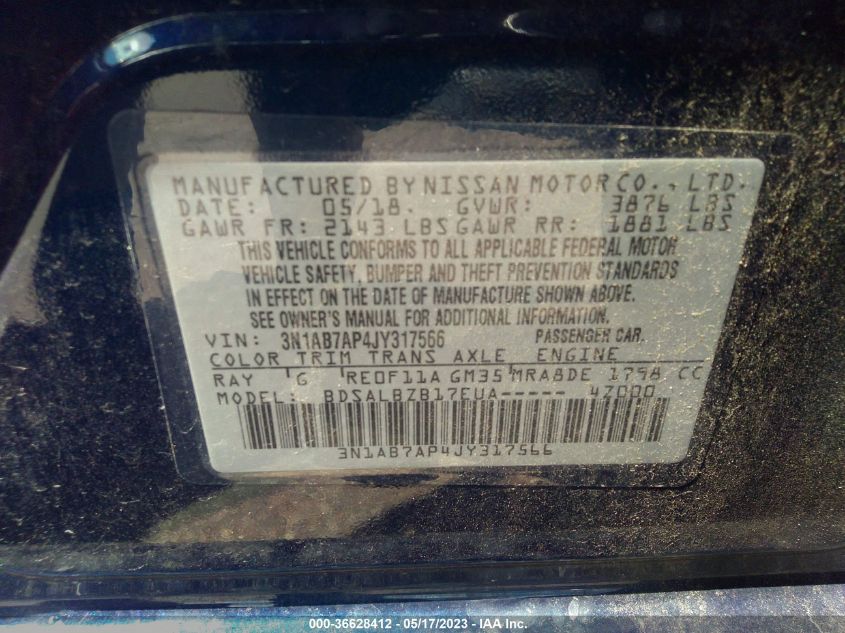 MANUFACTURED BY NISSAN MOTOR CO., LTD.
DATE: 05/18. GVWR: 3876 LBS
GAWR FR: 2143 LBS GAWR RR: 1881 LBS
THIS VEHICLE CONFORMS TO ALL APPLICABLE FEDERAL MOTOR
VEHICLE SAFETY, BUMPER AND THEFT PREVENTION STANDARDS
IN EFFECT ON THE DATE OF MANUFACTURE SHOWN ABOVE.
SEE OWNER'S MANUAL FOR ADDITIONAL INFORMATION.
VIN: 3N1AB7AP4JY317566 PASSENGER CAR.
COLOR TRIM TRANS AXLE ENGINE
RAY G RE0F11A GM35 MRA8DE 1798 CC
MODEL: BDSALBZB17EUA----- 4Z000
3N1AB7AP4JY317566
000-36628412 - 05/17/2023 - IAA Inc.